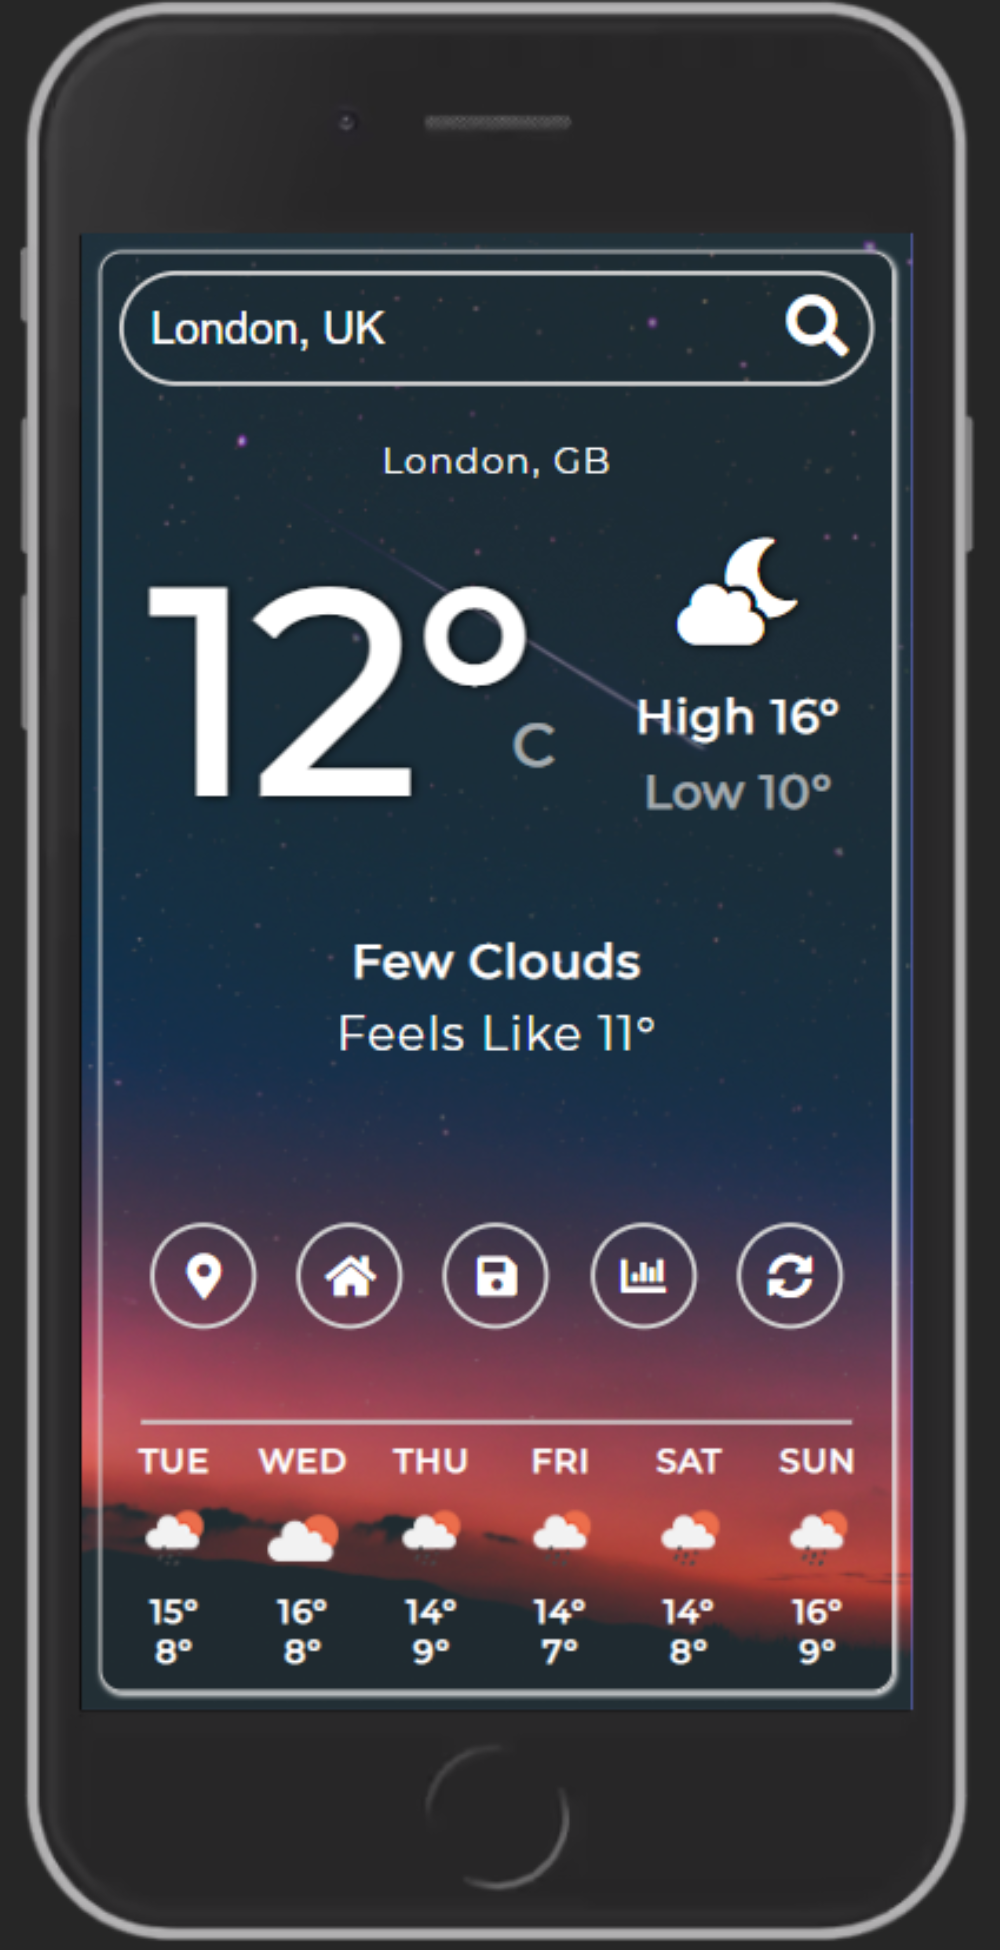 London, UK
London, GB
12°
C
High 16°
Low 10°
Few Clouds
Feels Like 11°
TUE WED THU FRI SAT SUN
15° 16° 14° 14° 14° 16°
8° 8° 9° 7° 8° 9°